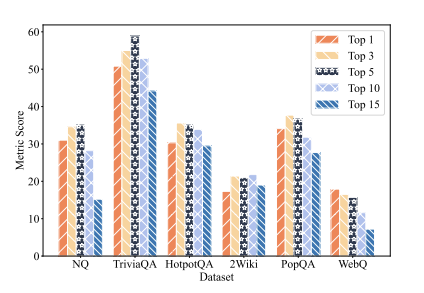 60
50
40
30
20
10
0
Metric Score
Top 1
Top 3
Top 5
Top 10
Top 15
NQ TriviaQA HotpotQA 2Wiki PopQA WebQ
Dataset